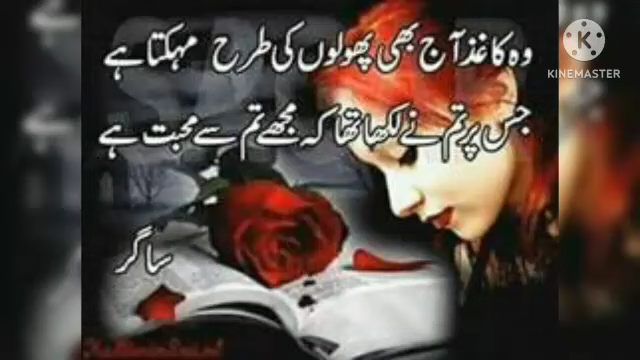 وہ کاغذ آج بھی پھولوں کی طرح مہکتا ہے
KINEMASTER
جس پر تم نے لکھا تھا کہ مجھے تم سے محبت ہے
ساگر